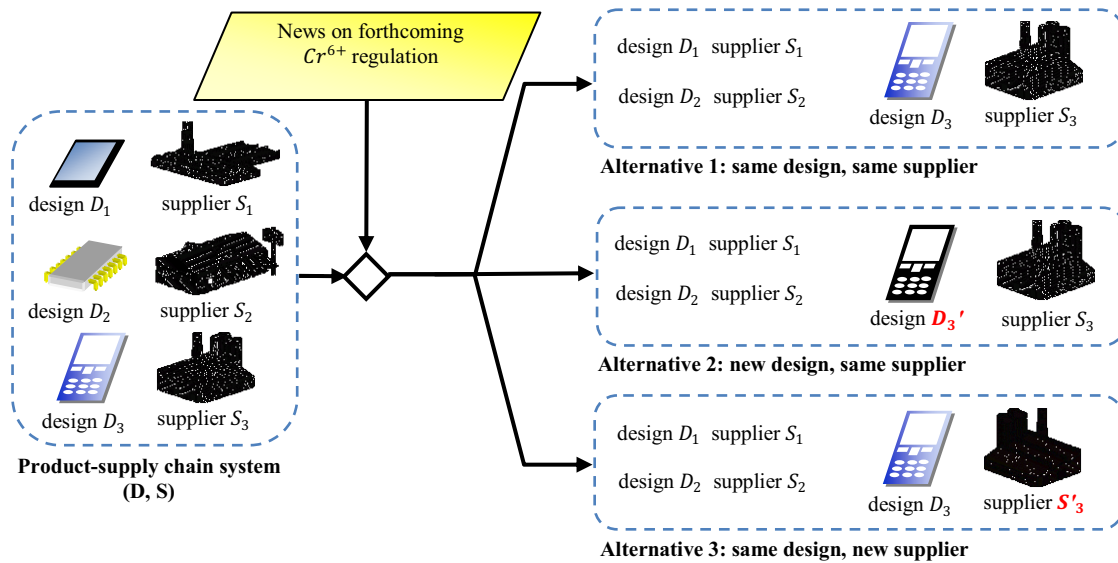 News on forthcoming
Cr⁶⁺ regulation
design D₁ supplier S₁
design D₂ supplier S₂
design D₃ supplier S₃
Product-supply chain system
(D, S)
design D₁ supplier S₁
design D₂ supplier S₂
design D₃ supplier S₃
Alternative 1: same design, same supplier
design D₁ supplier S₁
design D₂ supplier S₂
design D₃′ supplier S₃
Alternative 2: new design, same supplier
design D₁ supplier S₁
design D₂ supplier S₂
design D₃ supplier S′₃
Alternative 3: same design, new supplier